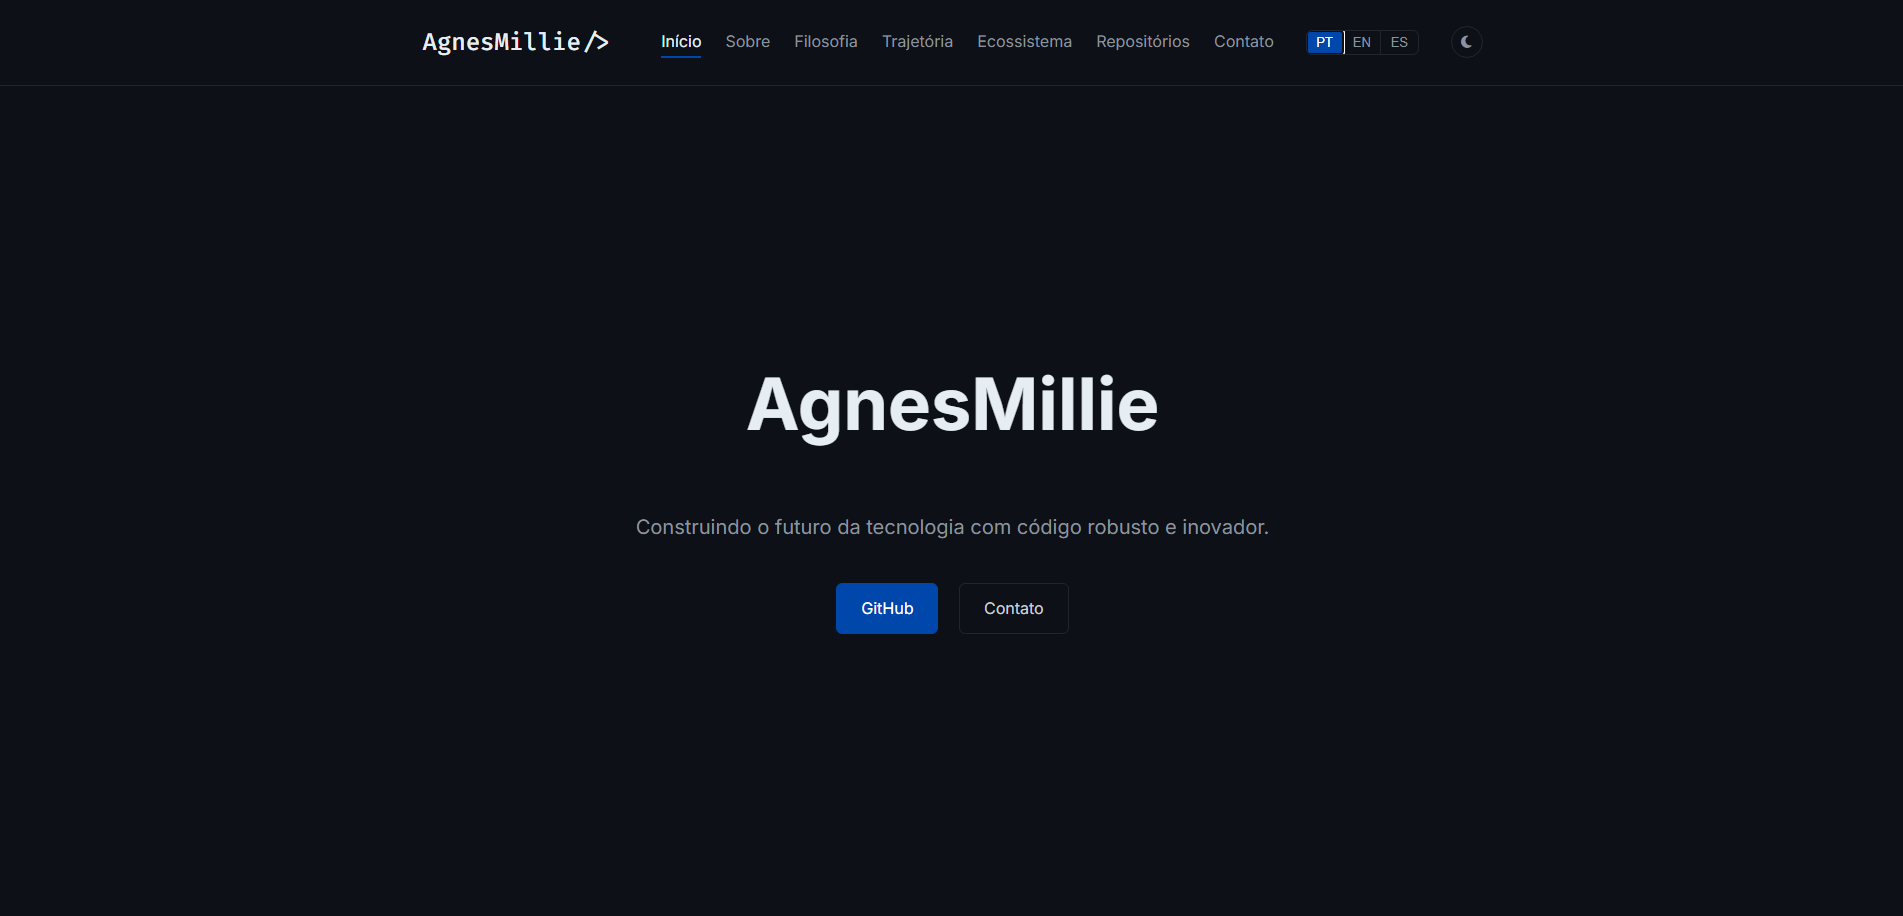 AgnesMillie/> Início Sobre Filosofia Trajetória Ecossistema Repositórios Contato PT EN ES
AgnesMillie
Construindo o futuro da tecnologia com código robusto e inovador.
GitHub Contato